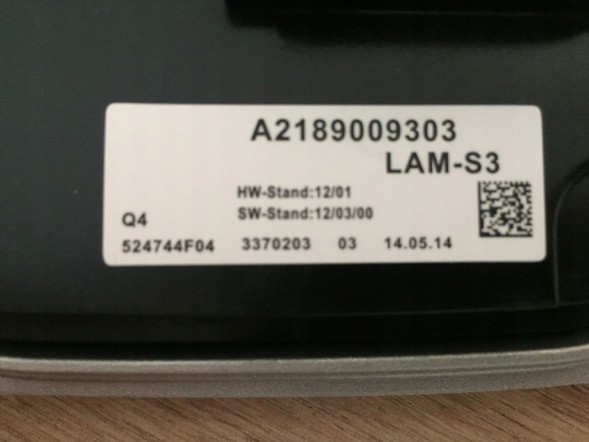 A2189009303
LAM-S3
HW-Stand:12/01
SW-Stand:12/03/00
Q4
524744F04 3370203 03 14.05.14